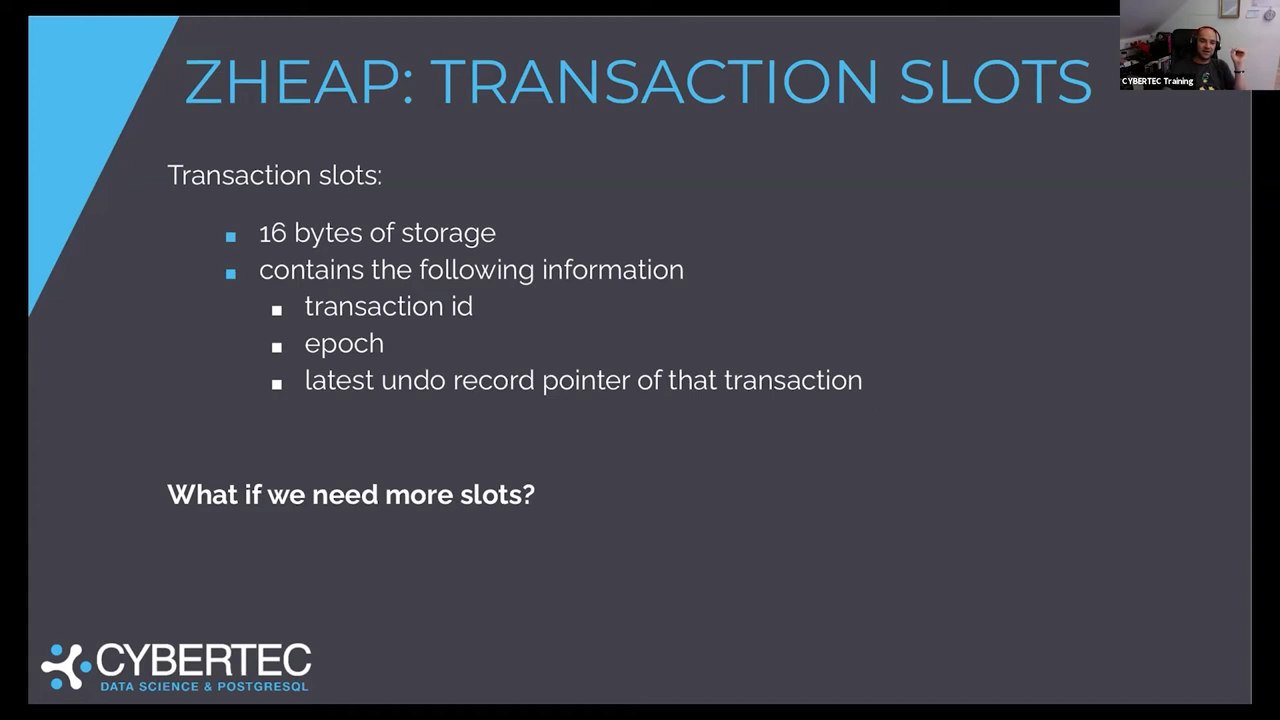 ZHEAP: TRANSACTION SLOTS
CYBERTEC Training
Transaction slots:
16 bytes of storage
contains the following information
transaction id
epoch
latest undo record pointer of that transaction
What if we need more slots?
CYBERTEC
DATA SCIENCE & POSTGRESQL